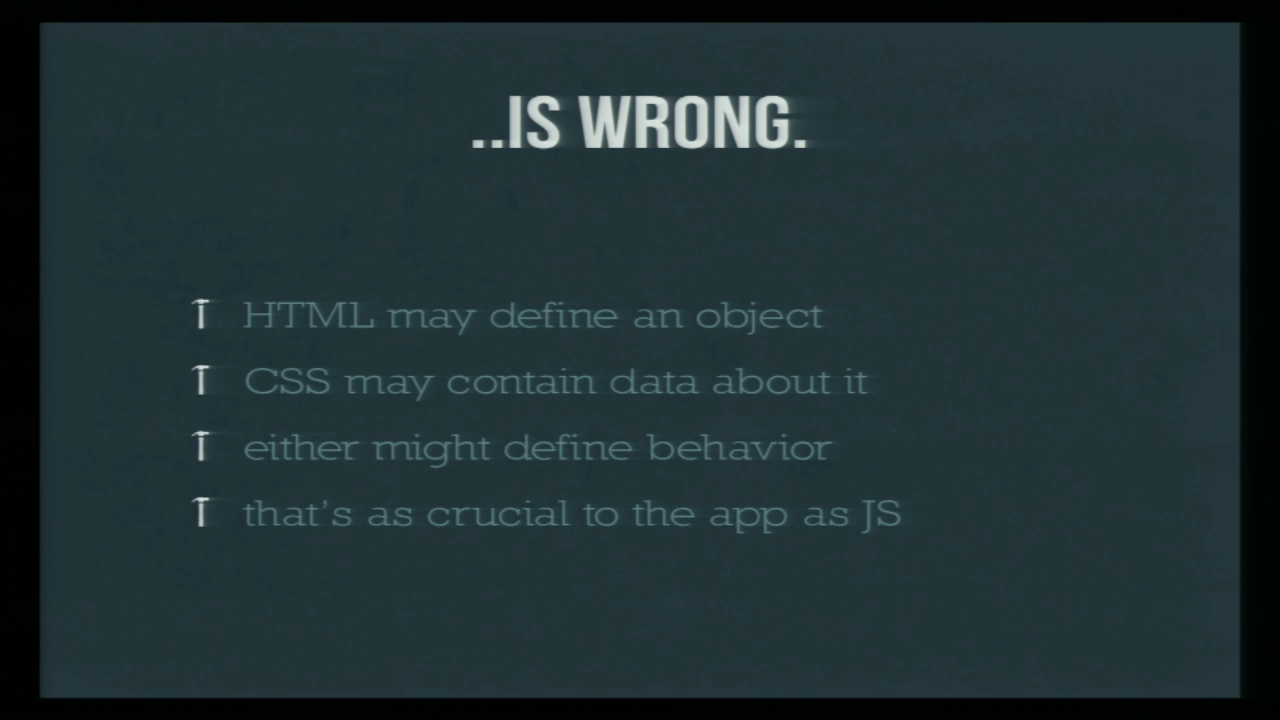 ..IS WRONG.
HTML may define an object
CSS may contain data about it
either might define behavior
that's as crucial to the app as JS